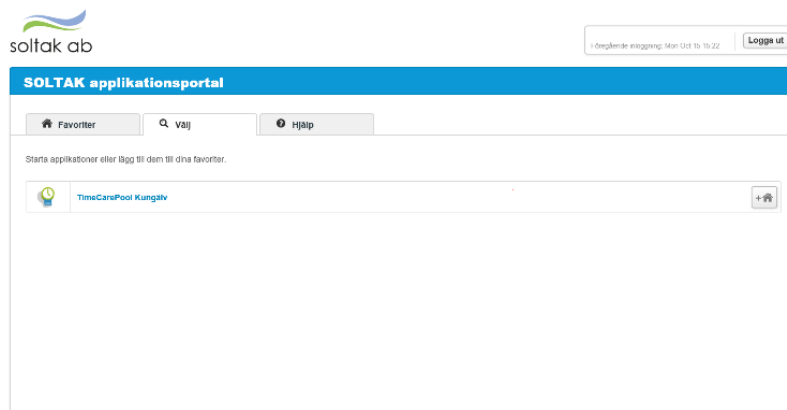 soltak ab
Föregående inloggning: Mon Oct 15 15:22
Logga ut
SOLTAK applikationsportal
Favoriter
Välj
Hjälp
Starta applikationer eller lägg till dem till dina favoriter.
TimeCarePool Kungälv
+